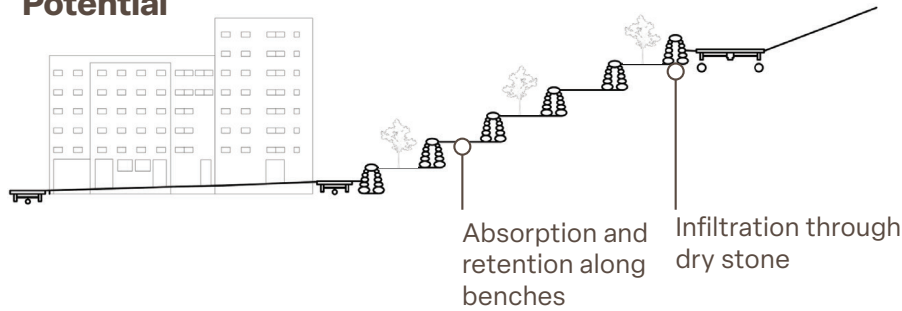 Potential
Absorption and
retention along
benches
Infiltration through
dry stone